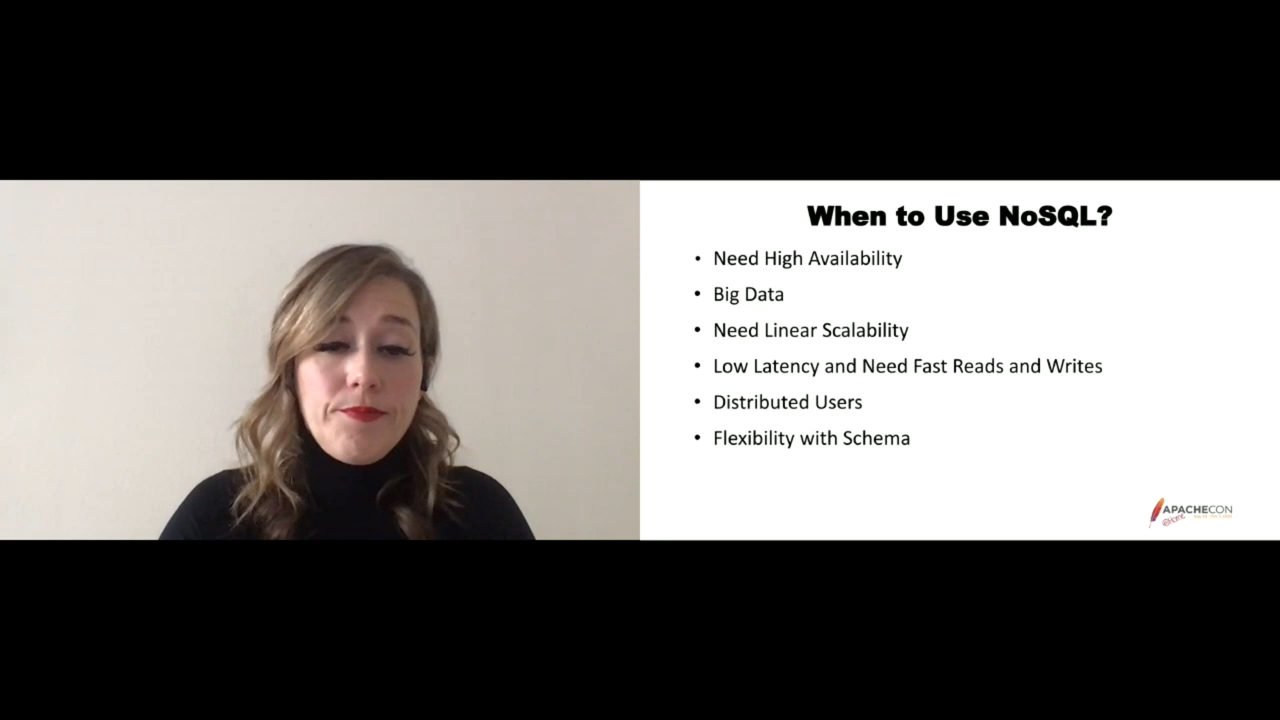 When to Use NoSQL?
• Need High Availability
• Big Data
• Need Linear Scalability
• Low Latency and Need Fast Reads and Writes
• Distributed Users
• Flexibility with Schema
APACHECON
@Home